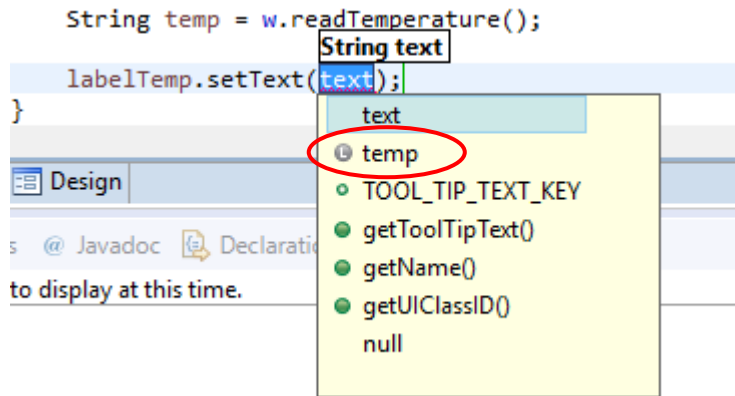 String temp = w.readTemperature();
String text
labelTemp.setText(text);
}
text
L temp
TOOL_TIP_TEXT_KEY
Design
getToolTipText()
@ Javadoc
getName()
to display at this time.
getUIClassID()
null